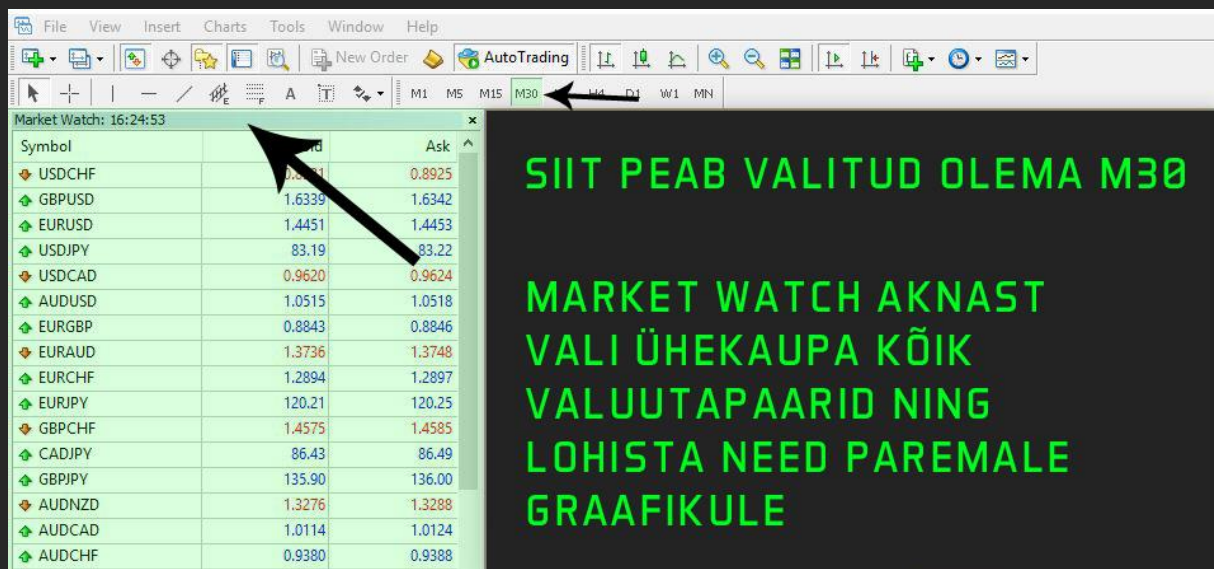 File View Insert Charts Tools Window Help
New Order AutoTrading
E F A T M1 M5 M15 M30 H4 D1 W1 MN
Market Watch: 16:24:53
Symbol Ask
USDCHF 0.8925
GBPUSD 1.6339 1.6342
EURUSD 1.4451 1.4453
USDJPY 83.19 83.22
USDCAD 0.9620 0.9624
AUDUSD 1.0515 1.0518
EURGBP 0.8843 0.8846
EURAUD 1.3736 1.3748
EURCHF 1.2894 1.2897
EURJPY 120.21 120.25
GBPCHF 1.4575 1.4585
CADJPY 86.43 86.49
GBPJPY 135.90 136.00
AUDNZD 1.3276 1.3288
AUDCAD 1.0114 1.0124
AUDCHF 0.9380 0.9388
SIIT PEAB VALITUD OLEMA M30
MARKET WATCH AKNAST
VALI ÜHEKAUPA KÕIK
VALUUTAPAARID NING
LOHISTA NEED PAREMALE
GRAAFIKULE